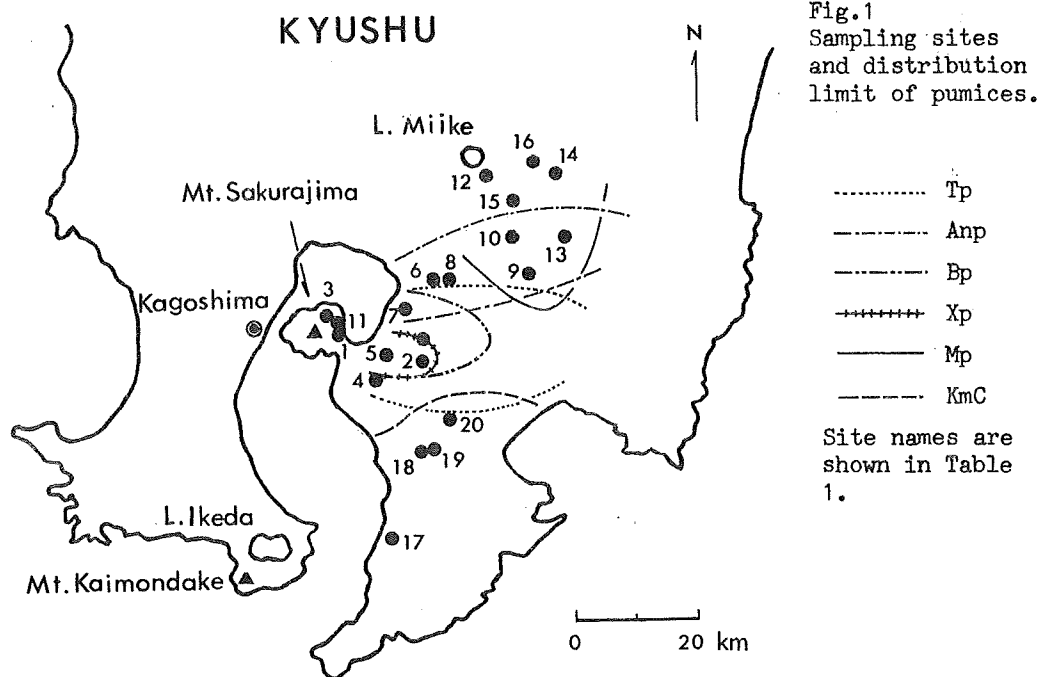 KYUSHU
Fig.1
Sampling sites
and distribution
limit of pumices.
N
L. Miike
16
14
12
15
Mt. Sakurajima
10
13
6
8
9
3
7
Kagoshima
11
1
5
2
4
20
18
19
L.Ikeda
17
Mt.Kaimondake
0
20 km
Tp
Anp
Bp
Xp
Mp
KmC
Site names are
shown in Table
1.